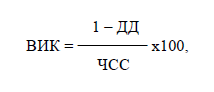 1 – ДД
ВИК = ———— х100,
ЧСС